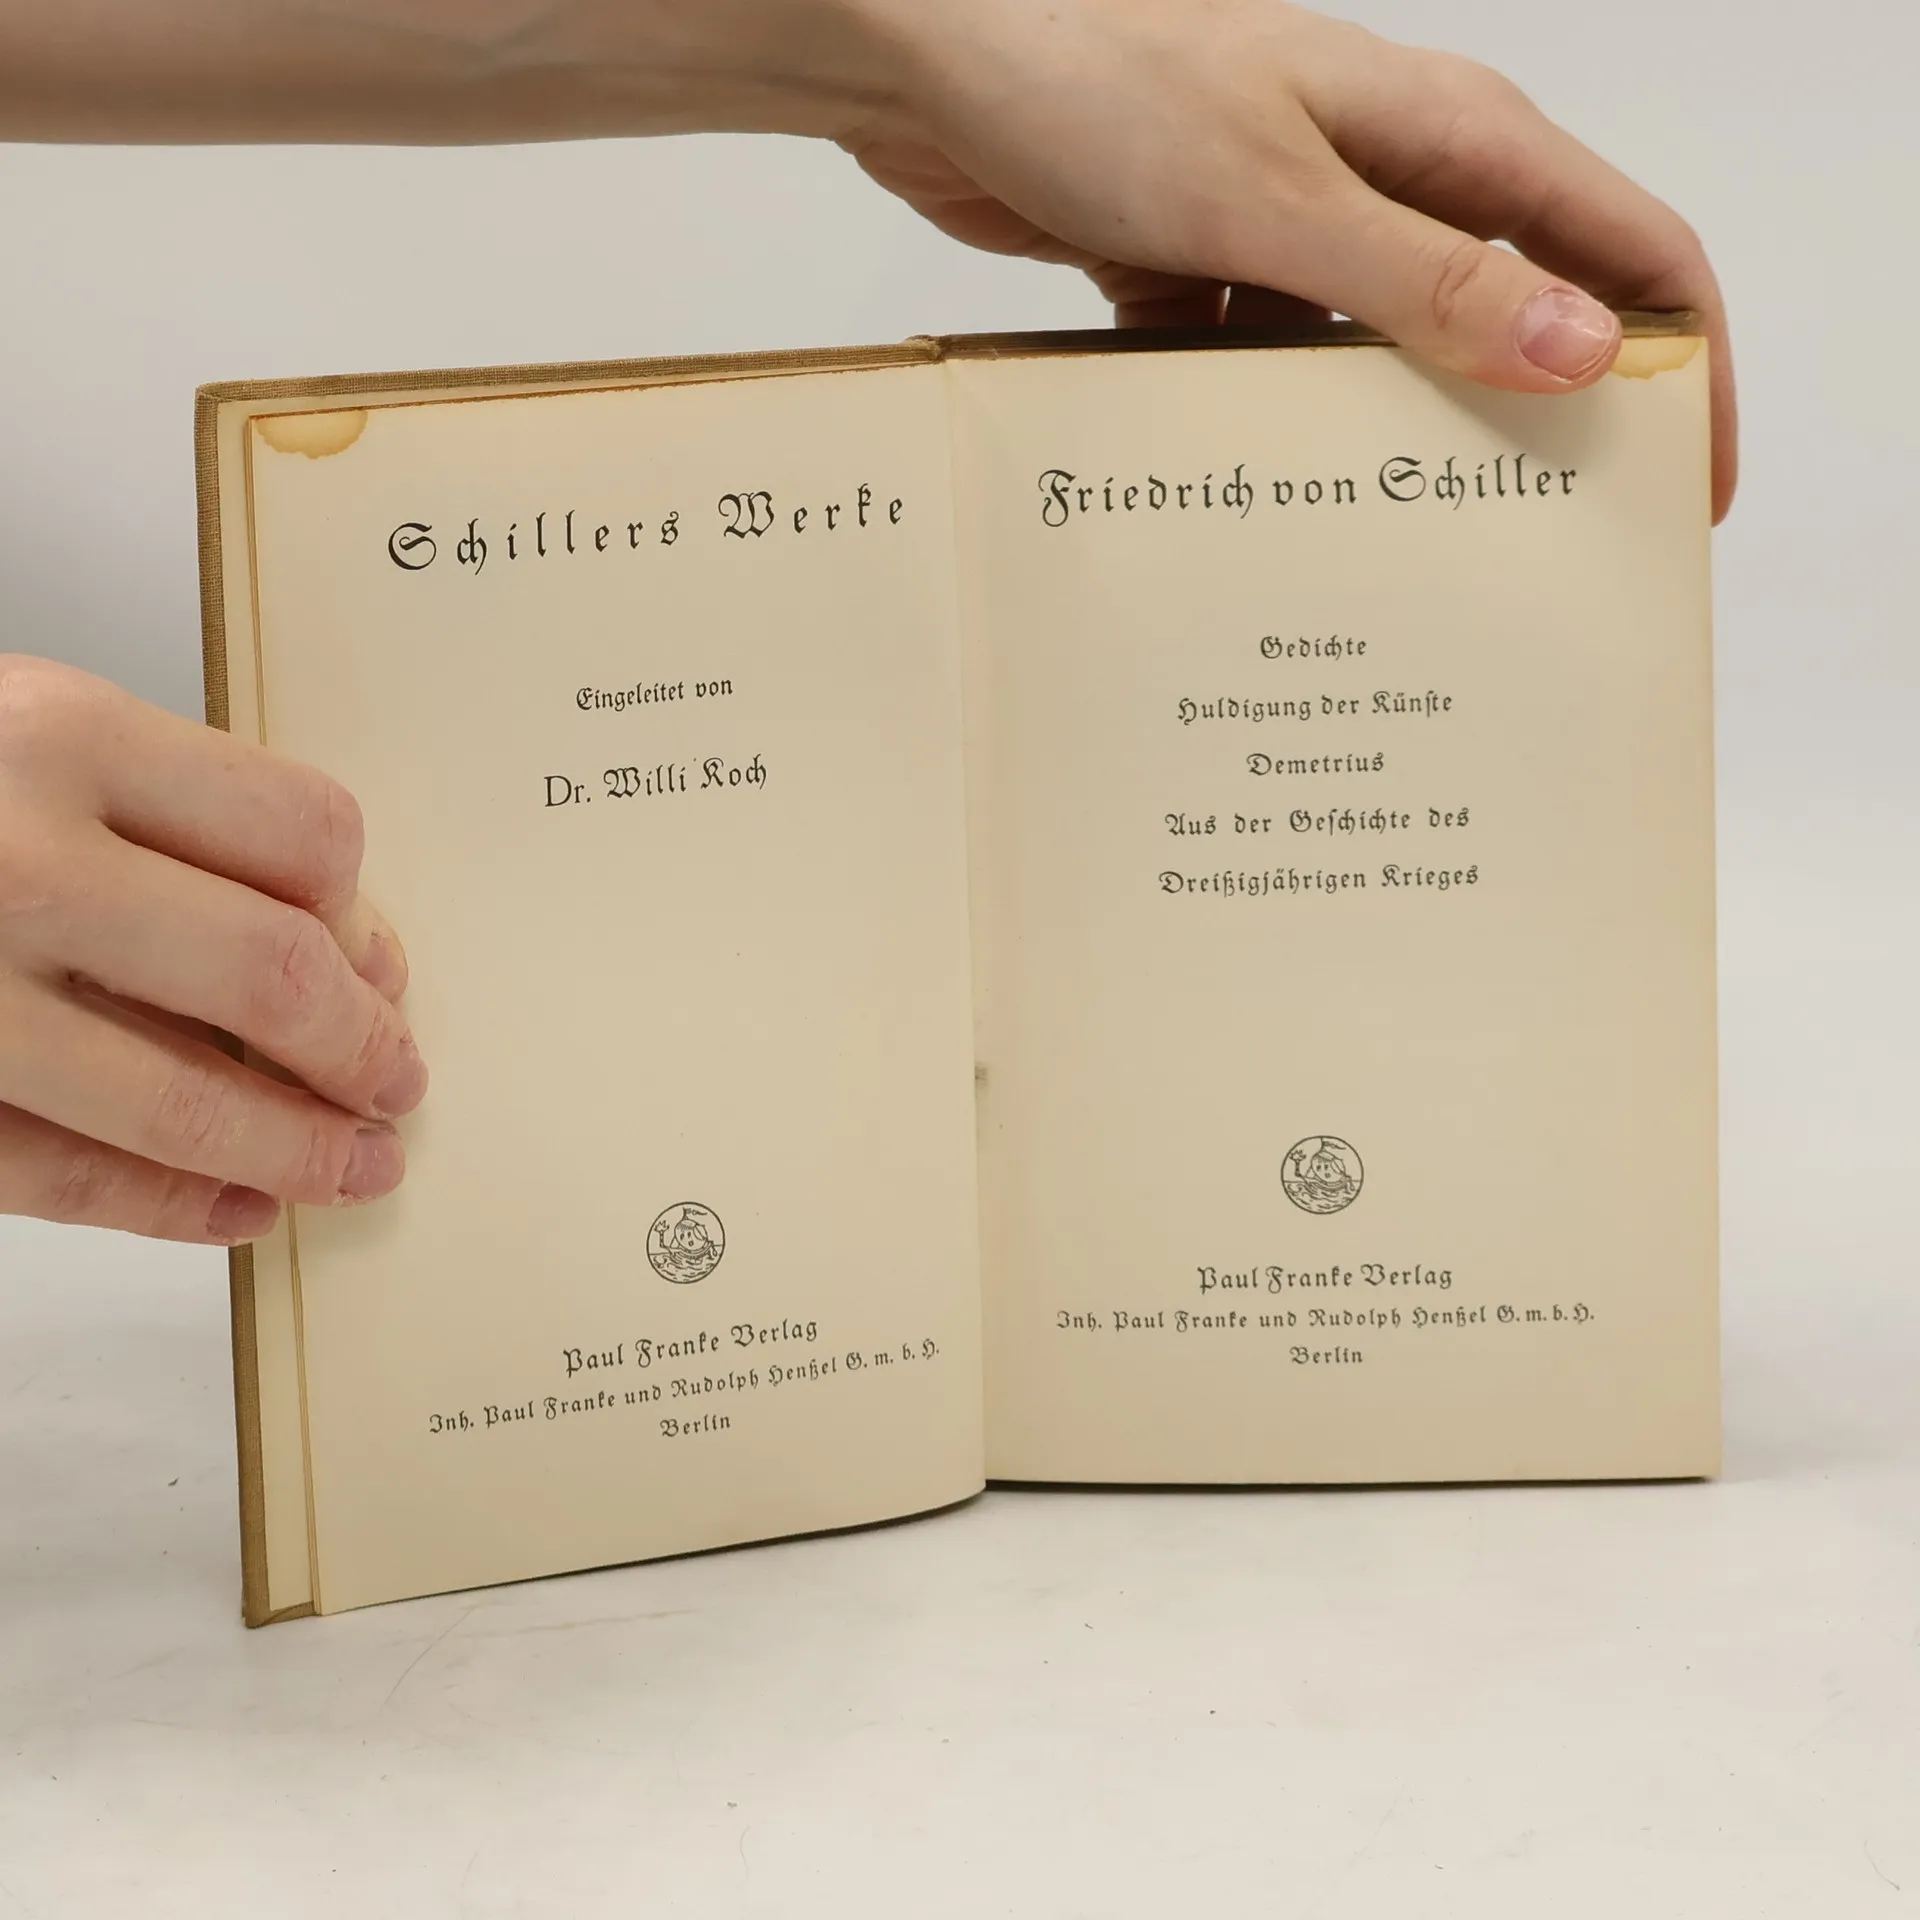 Schillers Werke
Eingeleitet von
Dr. Willi Koch
Paul Franke Verlag
Inh. Paul Franke und Rudolph Henßel G. m. b. H.
Berlin
Friedrich von Schiller
Gedichte
Huldigung der Künſte
Demetrius
Aus der Geſchichte des
Dreißigjährigen Krieges
Paul Franke Verlag
Inh. Paul Franke und Rudolph Henßel G. m. b. H.
Berlin